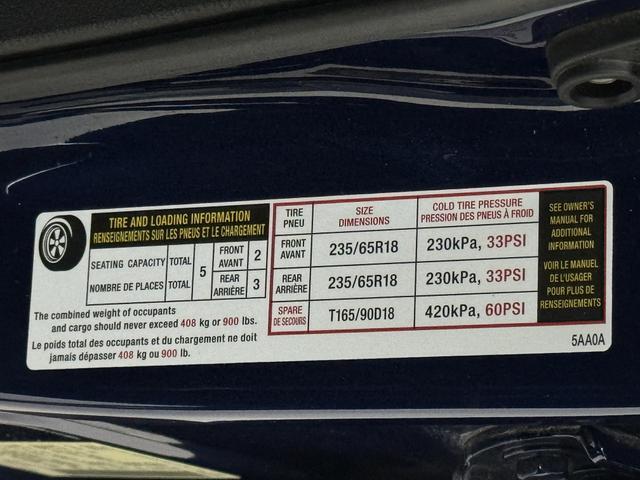 TIRE AND LOADING INFORMATION
RENSEIGNEMENTS SUR LES PNEUS ET LE CHARGEMENT
SEATING CAPACITY TOTAL 5 FRONT AVANT 2
NOMBRE DE PLACES TOTAL REAR ARRIÈRE 3
The combined weight of occupants
and cargo should never exceed 408 kg or 900 lbs.
Le poids total des occupants et du chargement ne doit
jamais dépasser 408 kg ou 900 lb.
TIRE PNEU SIZE DIMENSIONS COLD TIRE PRESSURE PRESSION DES PNEUS À FROID
FRONT AVANT 235/65R18 230kPa, 33PSI
REAR ARRIÈRE 235/65R18 230kPa, 33PSI
SPARE DE SECOURS T165/90D18 420kPa, 60PSI
SEE OWNER'S
MANUAL FOR
ADDITIONAL
INFORMATION
VOIR LE MANUEL
DE L'USAGER
POUR PLUS DE
RENSEIGNEMENTS
5AA0A